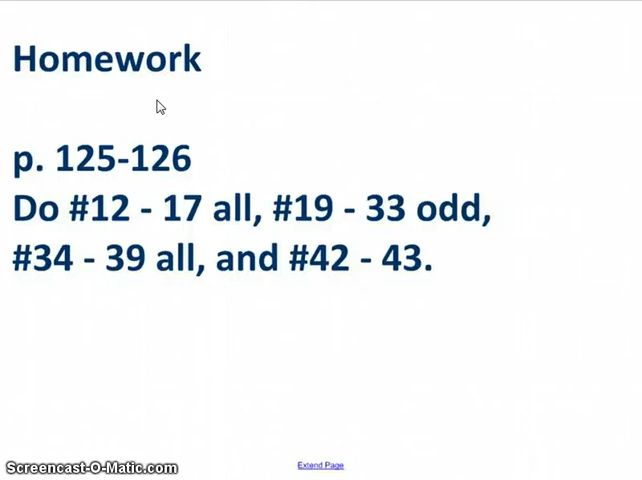 Homework
p. 125-126
Do #12 - 17 all, #19 - 33 odd,
#34 - 39 all, and #42 - 43.
Extend Page
Screencast-O-Matic.com